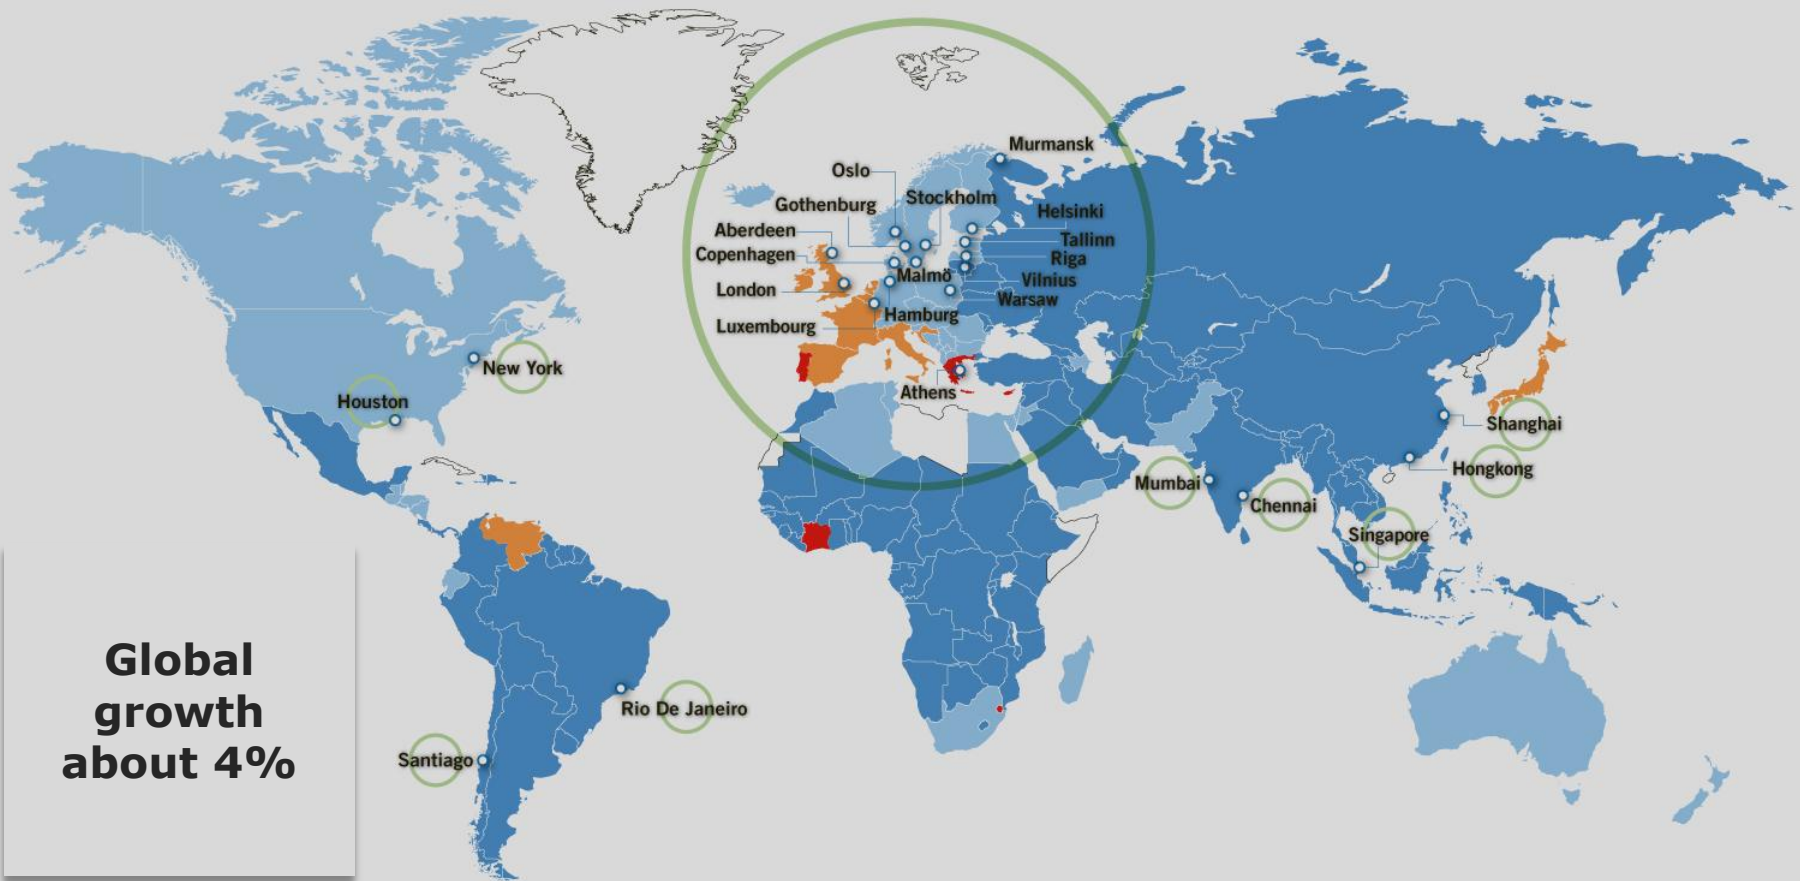 Murmansk
Oslo
Stockholm
Gothenburg
Helsinki
Aberdeen
Tallinn
Copenhagen
Riga
Malmö
Vilnius
London
Warsaw
Hamburg
Luxembourg
New York
Athens
Houston
Shanghai
Hongkong
Mumbai
Chennai
Singapore
Rio De Janeiro
Santiago
Global
growth
about 4%